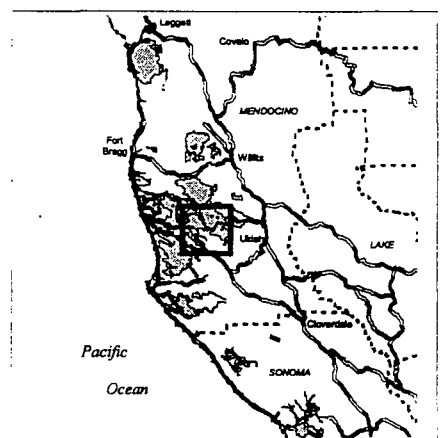 Leggett
Covelo
MENDOCINO
Fort
Bragg
Willits
Ukiah
LAKE
Cloverdale
Pacific
Ocean
SONOMA